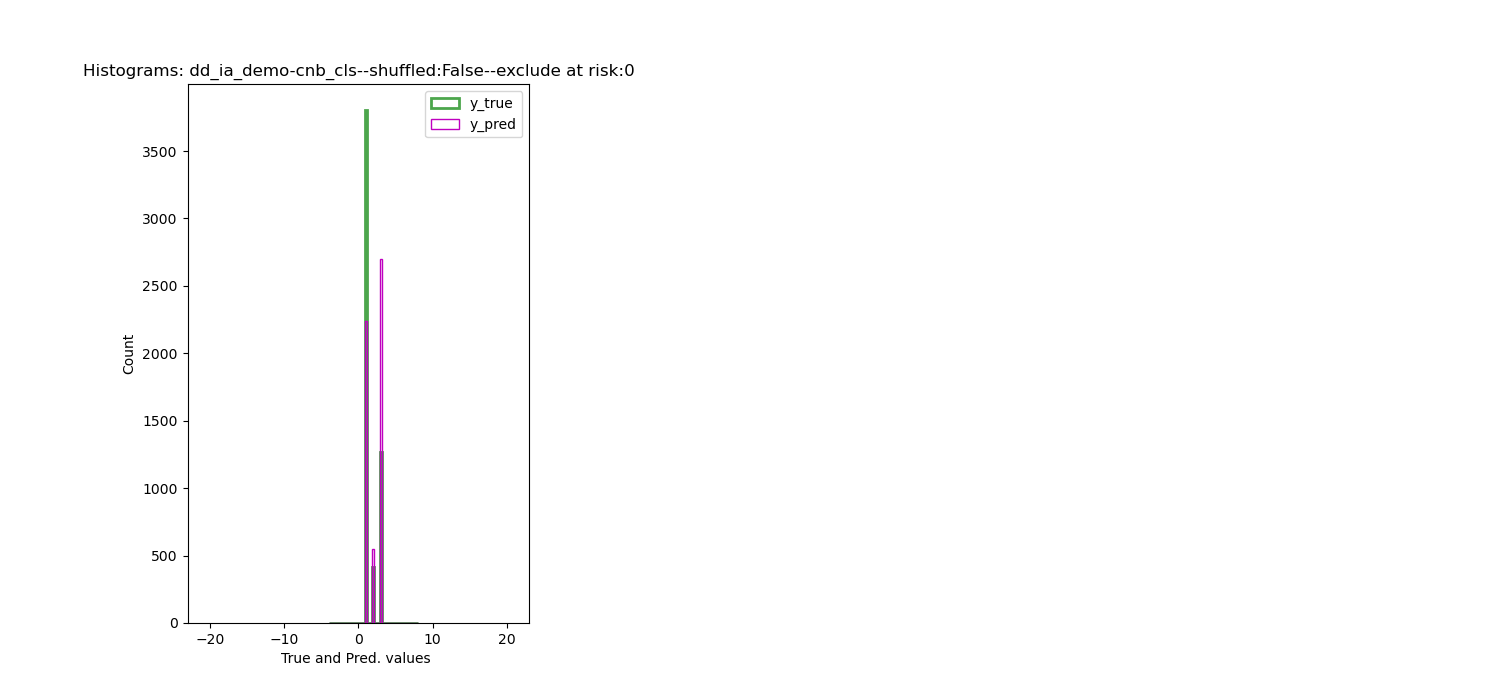 Histograms: dd_ia_demo-cnb_cls--shuffled:False--exclude at risk:0
y_true
y_pred
3500
3000
2500
2000
1500
1000
500
0
Count
−20 −10 0 10 20
True and Pred. values